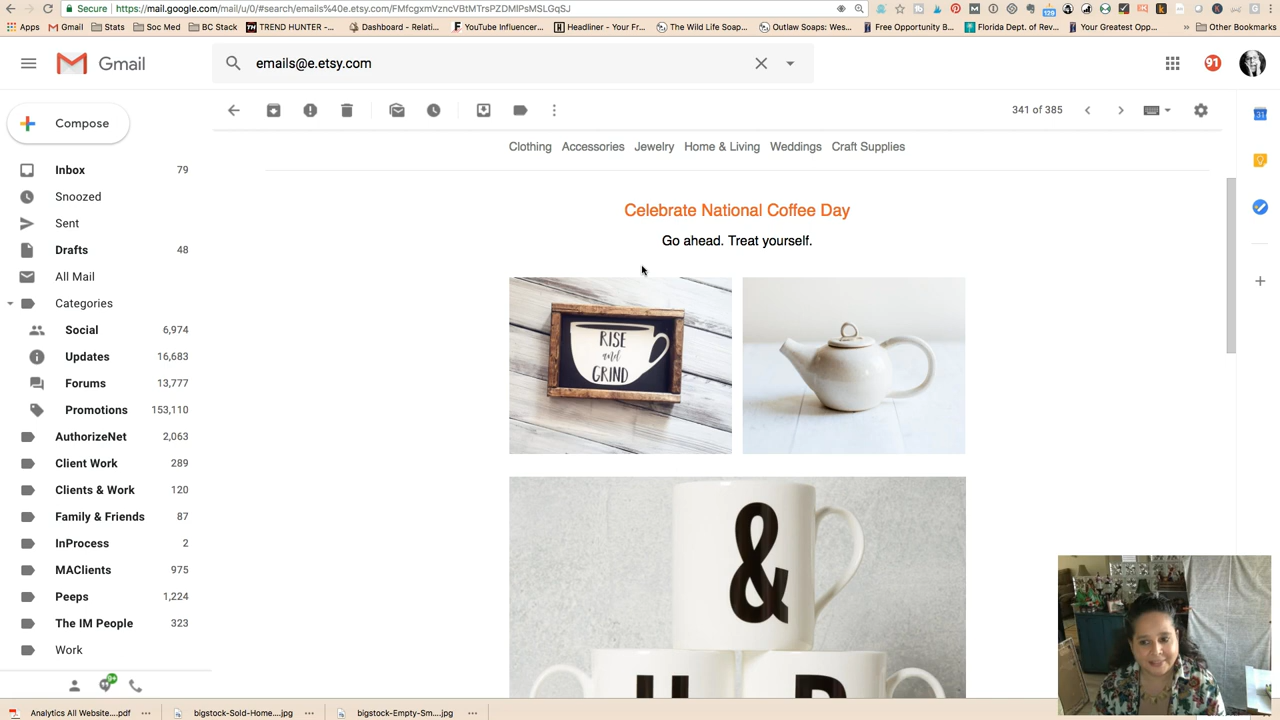 Secure https://mail.google.com/mail/u/0/#search/emails%40e.etsy.com/FMfcgxmVzncVBtMTrsPZDMlPsMSLGqSJ
Apps Gmail Stats Soc Med BC Stack TREND HUNTER -... Dashboard - Relati... YouTube Influencer... Headliner - Your Fr... The Wild Life Soap... Outlaw Soaps: Wes... Free Opportunity B... Florida Dept. of Rev... Your Greatest Opp... » Other Bookmarks
Gmail
emails@e.etsy.com
91
Compose
341 of 385
Clothing Accessories Jewelry Home & Living Weddings Craft Supplies
Inbox 79
Snoozed
Sent
Drafts 48
All Mail
Categories
Social 6,974
Updates 16,683
Forums 13,777
Promotions 153,110
AuthorizeNet 2,063
Client Work 289
Clients & Work 120
Family & Friends 87
InProcess 2
MAClients 975
Peeps 1,224
The IM People 323
Work
Celebrate National Coffee Day
Go ahead. Treat yourself.
RISE
and
GRIND
&
Analytics All Website....pdf
bigstock-Sold-Home....jpg
bigstock-Empty-Sm....jpg